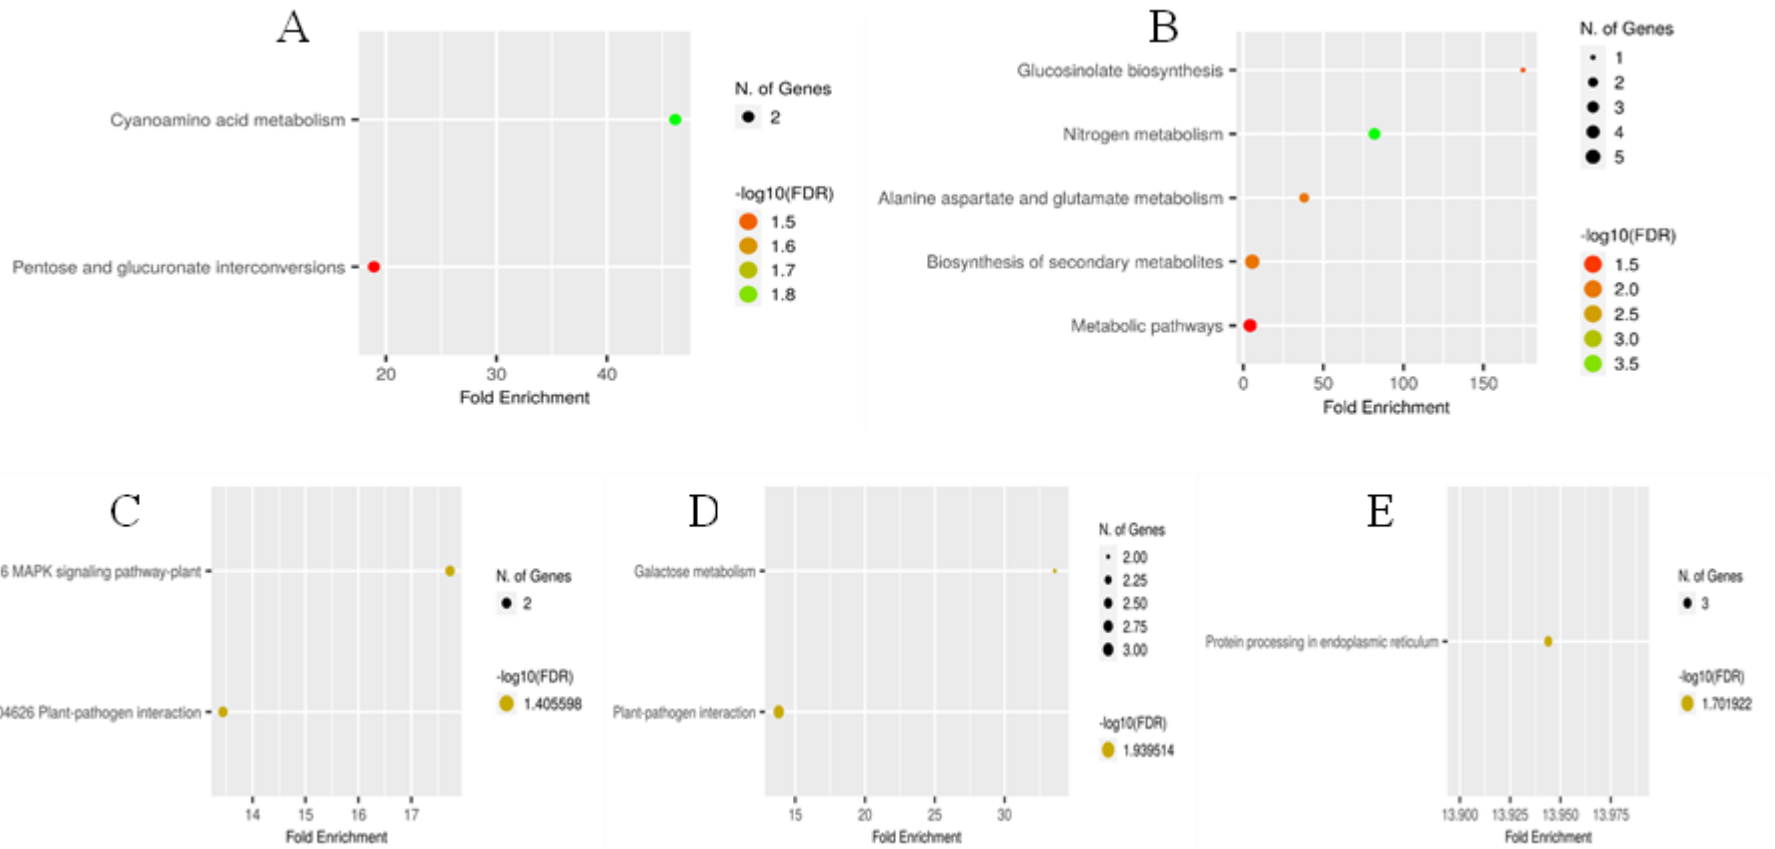 A
Cyanoamino acid metabolism
Pentose and glucuronate interconversions
20 30 40
Fold Enrichment
N. of Genes
2
-log10(FDR)
1.5
1.6
1.7
1.8
B
Glucosinolate biosynthesis
Nitrogen metabolism
Alanine aspartate and glutamate metabolism
Biosynthesis of secondary metabolites
Metabolic pathways
0 50 100 150
Fold Enrichment
N. of Genes
1
2
3
4
5
-log10(FDR)
1.5
2.0
2.5
3.0
3.5
C
6 MAPK signaling pathway-plant
04626 Plant-pathogen interaction
14 15 16 17
Fold Enrichment
N. of Genes
2
-log10(FDR)
1.405598
D
Galactose metabolism
Plant-pathogen interaction
15 20 25 30
Fold Enrichment
N. of Genes
2.00
2.25
2.50
2.75
3.00
-log10(FDR)
1.939514
E
Protein processing in endoplasmic reticulum
13.900 13.925 13.950 13.975
Fold Enrichment
N. of Genes
3
-log10(FDR)
1.701922